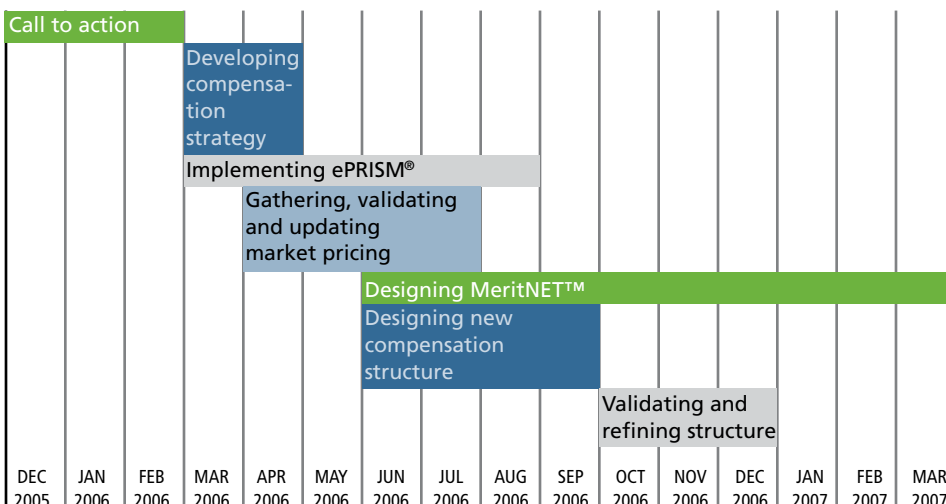 Call to action
Developing
compensa-
tion
strategy
Implementing ePRISM®
Gathering, validating
and updating
market pricing
Designing MeritNET™
Designing new
compensation
structure
Validating and
refining structure
DEC JAN FEB MAR APR MAY JUN JUL AUG SEP OCT NOV DEC JAN FEB MAR
2005 2006 2006 2006 2006 2006 2006 2006 2006 2006 2006 2006 2006 2007 2007 2007